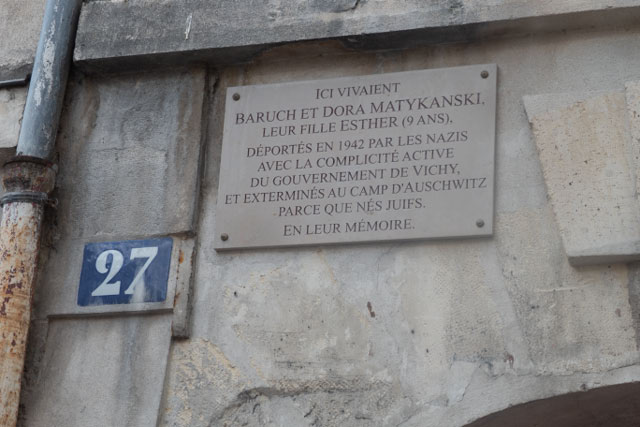 ICI VIVAIENT
BARUCH ET DORA MATYKANSKI,
LEUR FILLE ESTHER (9 ANS),
DÉPORTÉS EN 1942 PAR LES NAZIS
AVEC LA COMPLICITÉ ACTIVE
DU GOUVERNEMENT DE VICHY,
ET EXTERMINÉS AU CAMP D'AUSCHWITZ
PARCE QUE NÉS JUIFS.
EN LEUR MÉMOIRE.
27